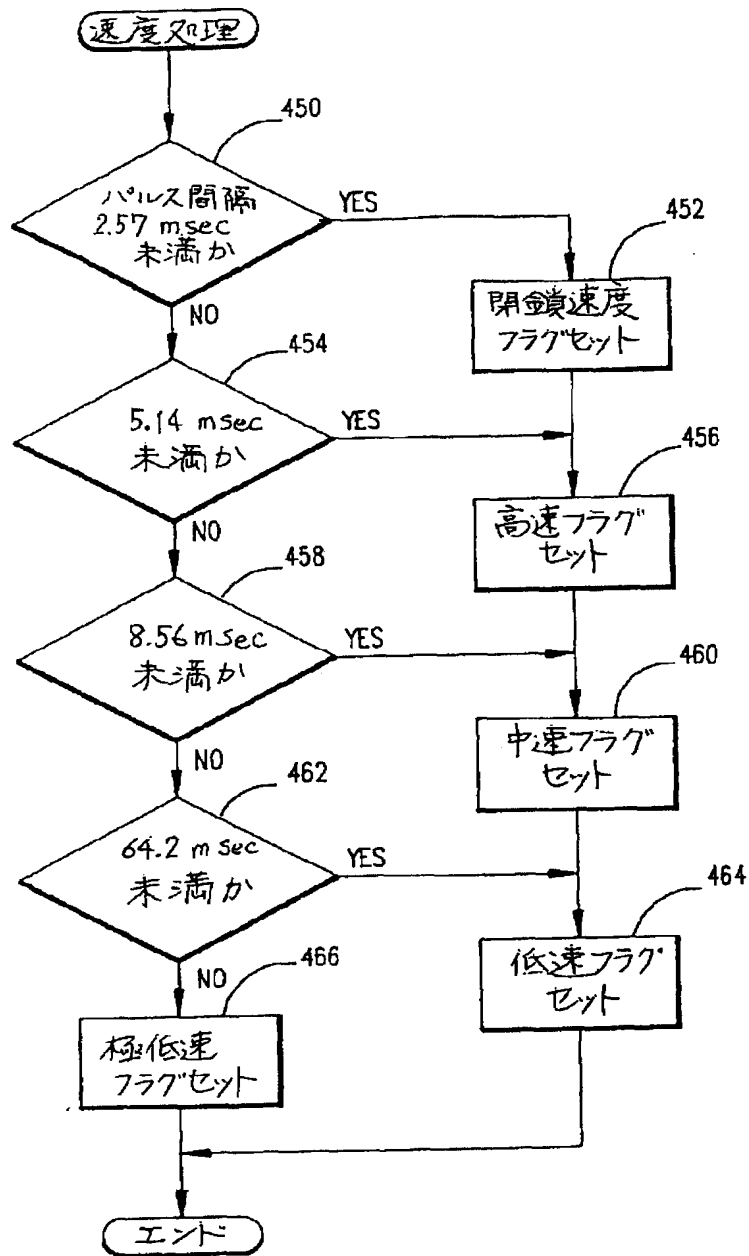 速度処理
450
パルス間隔
2.57 msec
未満か
YES
452
閉鎖速度
フラグセット
NO
454
5.14 msec
未満か
YES
456
高速フラグ
セット
NO
458
8.56 msec
未満か
YES
460
中速フラグ
セット
NO
462
64.2 msec
未満か
YES
464
低速フラグ
セット
NO
466
極低速
フラグセット
エンド